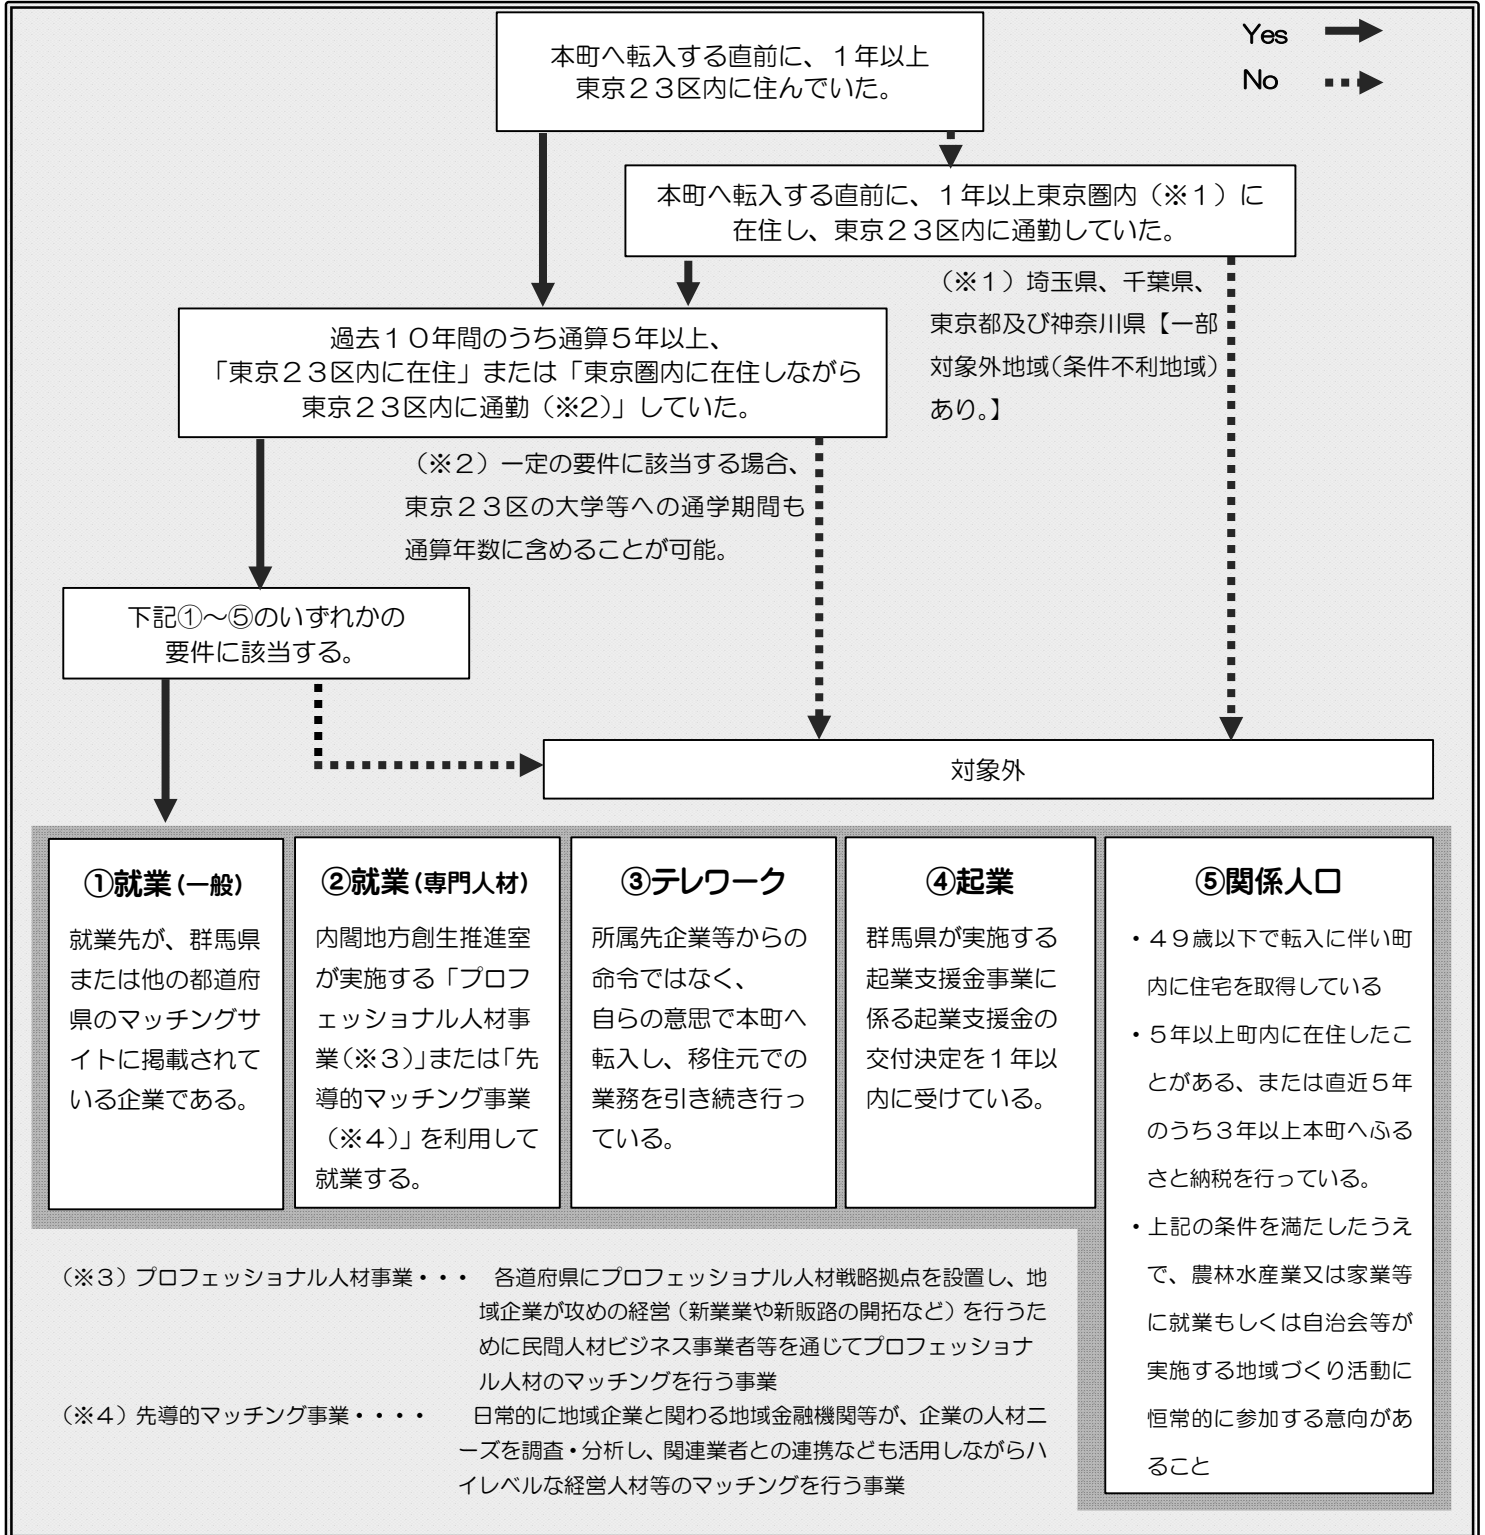 本町へ転入する直前に、１年以上
東京２３区内に住んでいた。
Yes
No
本町へ転入する直前に、１年以上東京圏内（※１）に
在住し、東京２３区内に通勤していた。
（※１）埼玉県、千葉県、
東京都及び神奈川県【一部
対象外地域（条件不利地域）
あり。】
過去１０年間のうち通算５年以上、
「東京２３区内に在住」または「東京圏内に在住しながら
東京２３区内に通勤（※２）」していた。
（※２）一定の要件に該当する場合、
東京２３区の大学等への通学期間も
通算年数に含めることが可能。
下記①～⑤のいずれかの
要件に該当する。
対象外
①就業（一般）
就業先が、群馬県
または他の都道府
県のマッチングサ
イトに掲載されて
いる企業である。
②就業（専門人材）
内閣地方創生推進室
が実施する「プロフ
ェッショナル人材事
業（※３）」または「先
導的マッチング事業
（※４）」を利用して
就業する。
③テレワーク
所属先企業等からの
命令ではなく、
自らの意思で本町へ
転入し、移住元での
業務を引き続き行っ
ている。
④起業
群馬県が実施する
起業支援金事業に
係る起業支援金の
交付決定を１年以
内に受けている。
⑤関係人口
・４９歳以下で転入に伴い町
内に住宅を取得している
・５年以上町内に在住したこ
とがある、または直近５年
のうち３年以上本町へふる
さと納税を行っている。
・上記の条件を満たしたうえ
で、農林水産業又は家業等
に就業もしくは自治会等が
実施する地域づくり活動に
恒常的に参加する意向があ
ること
（※３）プロフェッショナル人材事業・・・　各道府県にプロフェッショナル人材戦略拠点を設置し、地
域企業が攻めの経営（新業業や新販路の開拓など）を行うた
めに民間人材ビジネス事業者等を通じてプロフェッショナ
ル人材のマッチングを行う事業
（※４）先導的マッチング事業・・・・　日常的に地域企業と関わる地域金融機関等が、企業の人材ニ
ーズを調査・分析し、関連業者との連携なども活用しながらハ
イレベルな経営人材等のマッチングを行う事業